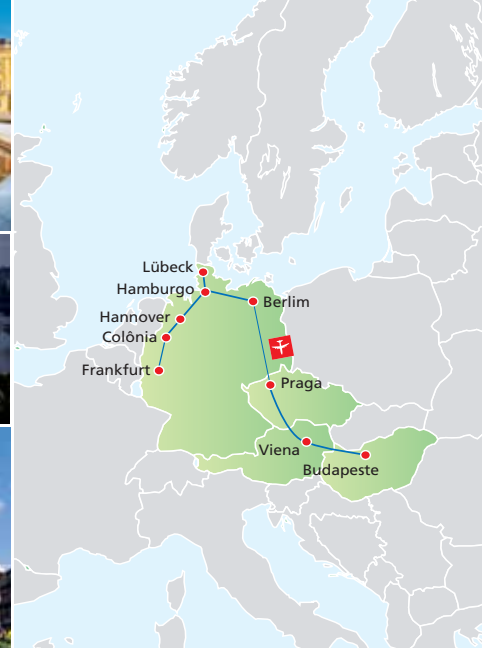 Lübeck
Hamburgo
Berlim
Hannover
Colônia
Frankfurt
Praga
Viena
Budapeste